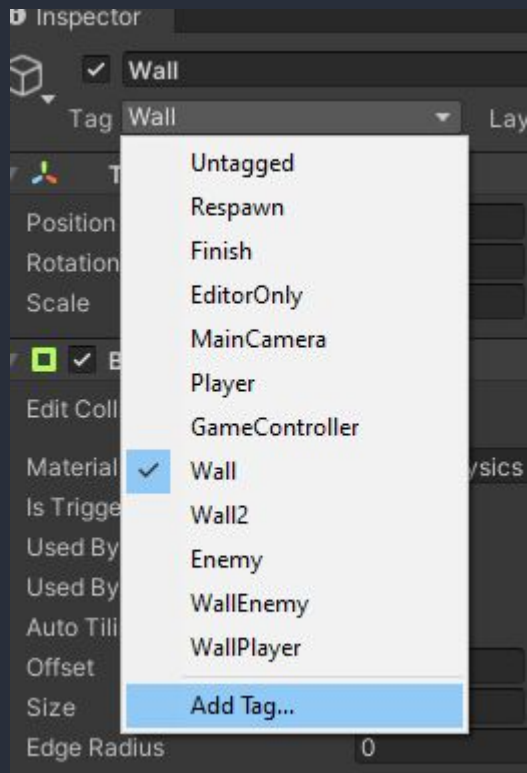 Inspector
Wall
Tag Wall Lay
Untagged
Respawn
Finish
EditorOnly
MainCamera
Player
GameController
Wall
Wall2
Enemy
WallEnemy
WallPlayer
Add Tag...
T
Position
Rotation
Scale
B
Edit Coll
Material ysics
Is Trigge
Used By
Used By
Auto Tili
Offset
Size
Edge Radius 0